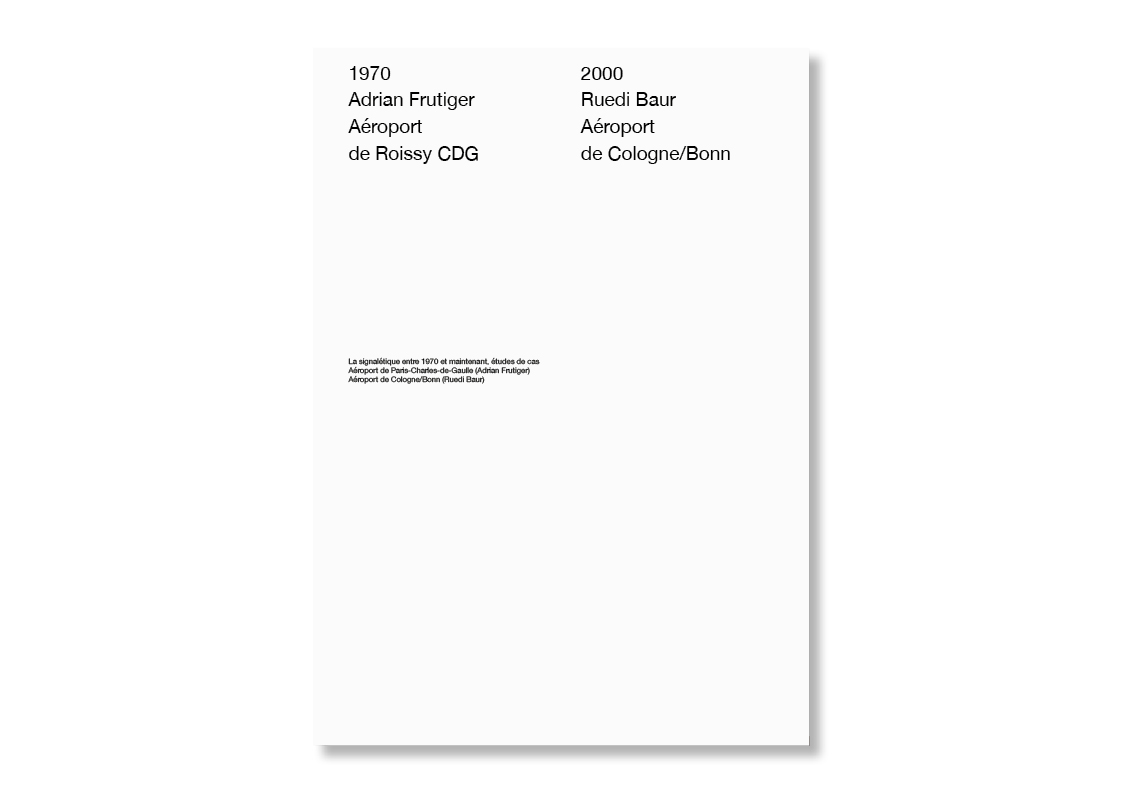 1970
Adrian Frutiger
Aéroport
de Roissy CDG
2000
Ruedi Baur
Aéroport
de Cologne/Bonn
La signalétique entre 1970 et maintenant, études de cas
Aéroport de Paris-Charles-de-Gaulle (Adrian Frutiger)
Aéroport de Cologne/Bonn (Ruedi Baur)